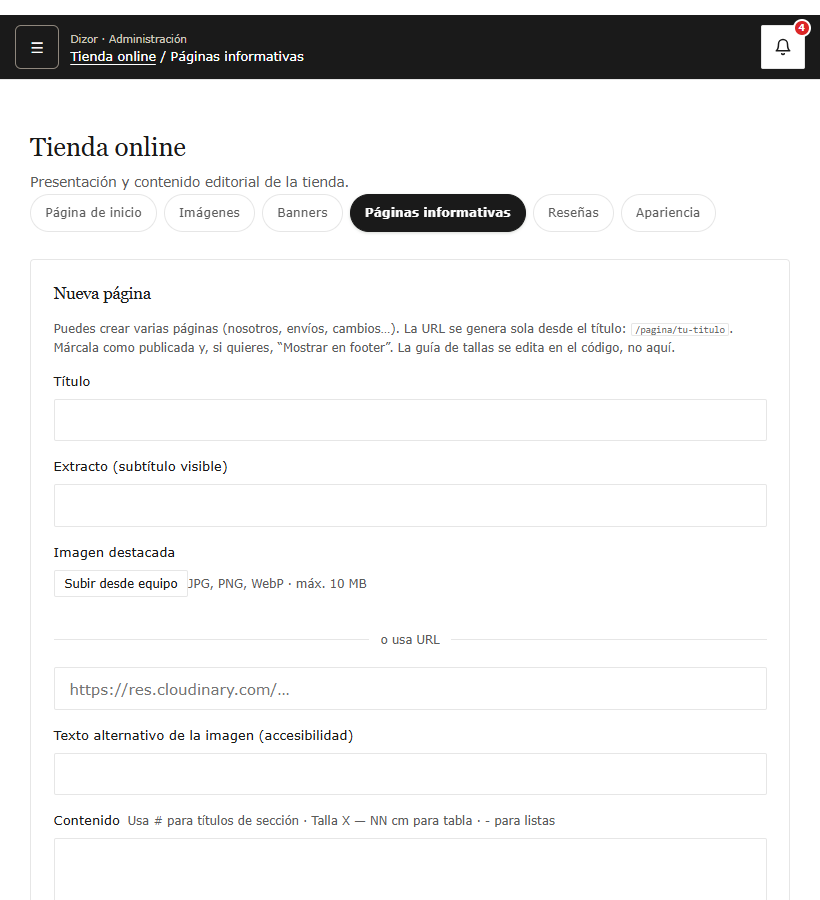 Dizor · Administración
Tienda online / Páginas informativas
4
Tienda online
Presentación y contenido editorial de la tienda.
Página de inicio
Imágenes
Banners
Páginas informativas
Reseñas
Apariencia
Nueva página
Puedes crear varias páginas (nosotros, envíos, cambios…). La URL se genera sola desde el título: /pagina/tu-titulo.
Márcala como publicada y, si quieres, “Mostrar en footer”. La guía de tallas se edita en el código, no aquí.
Título
Extracto (subtítulo visible)
Imagen destacada
Subir desde equipo JPG, PNG, WebP · máx. 10 MB
o usa URL
https://res.cloudinary.com/...
Texto alternativo de la imagen (accesibilidad)
Contenido Usa # para títulos de sección · Talla X — NN cm para tabla · - para listas